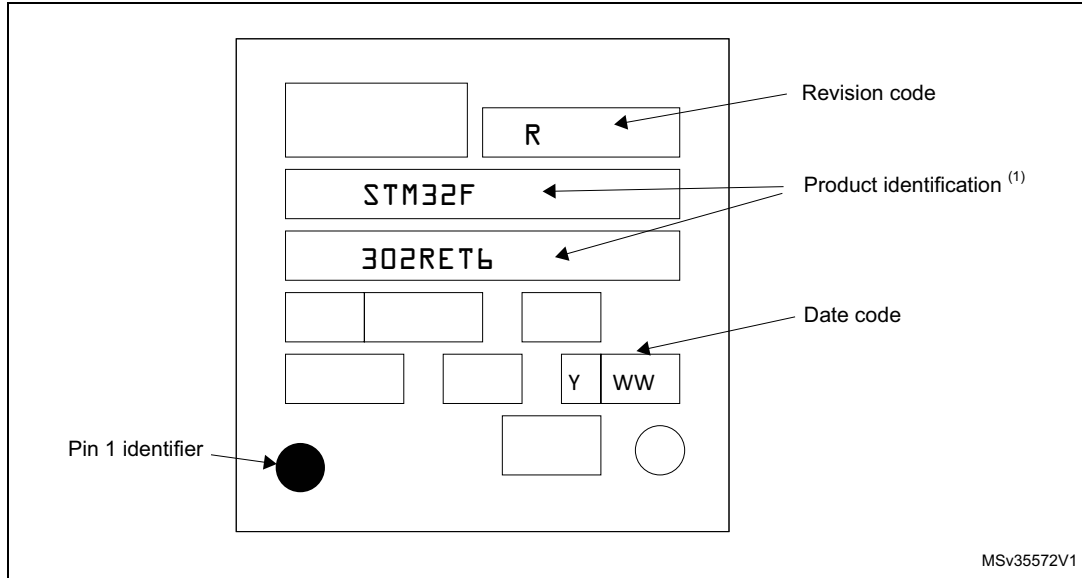 Revision code
R
STM32F
Product identification (1)
302RET6
Date code
Y WW
Pin 1 identifier
MSv35572V1